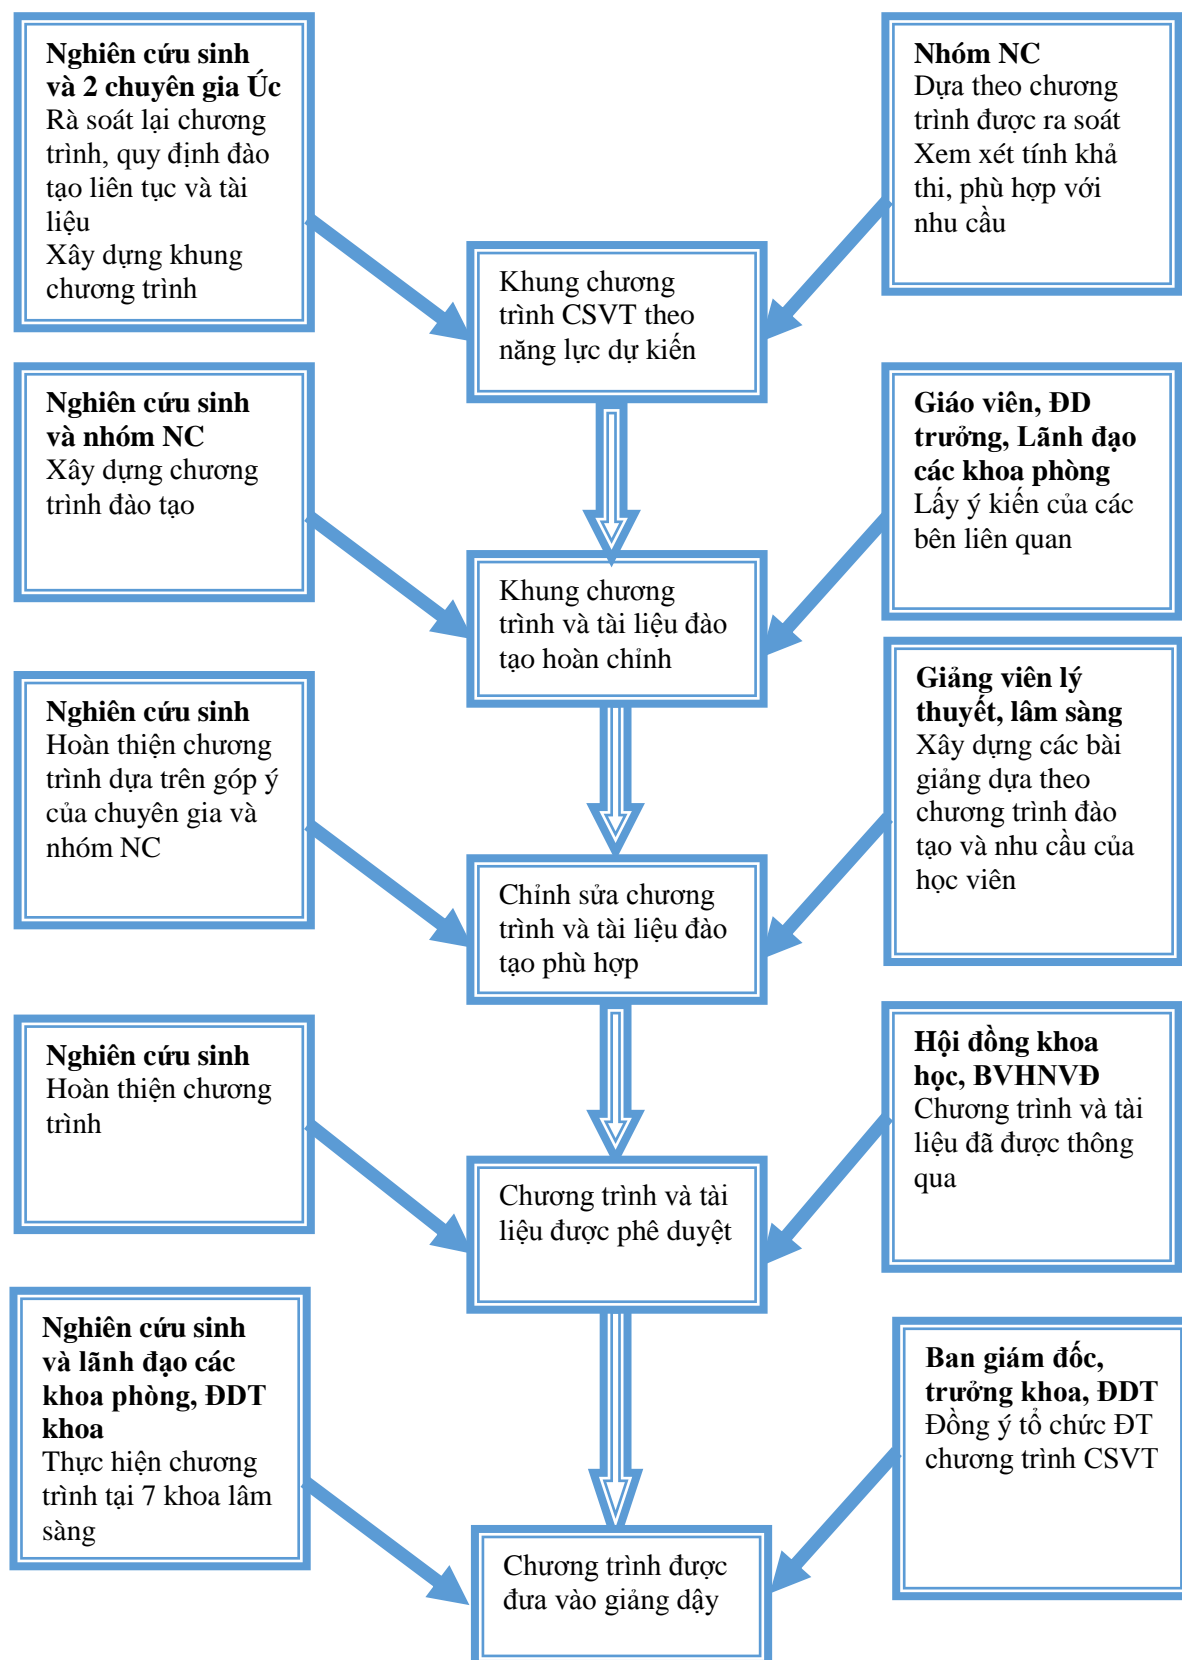 Nghiên cứu sinh
và 2 chuyên gia Úc
Rà soát lại chương
trình, quy định đào
tạo liên tục và tài
liệu
Xây dựng khung
chương trình
Nhóm NC
Dựa theo chương
trình được ra soát
Xem xét tính khả
thi, phù hợp với
nhu cầu
Khung chương
trình CSVT theo
năng lực dự kiến
Nghiên cứu sinh
và nhóm NC
Xây dựng chương
trình đào tạo
Giáo viên, ĐD
trưởng, Lãnh đạo
các khoa phòng
Lấy ý kiến của các
bên liên quan
Khung chương
trình và tài liệu đào
tạo hoàn chỉnh
Nghiên cứu sinh
Hoàn thiện chương
trình dựa trên góp ý
của chuyên gia và
nhóm NC
Giảng viên lý
thuyết, lâm sàng
Xây dựng các bài
giảng dựa theo
chương trình đào
tạo và nhu cầu của
học viên
Chỉnh sửa chương
trình và tài liệu đào
tạo phù hợp
Nghiên cứu sinh
Hoàn thiện chương
trình
Hội đồng khoa
học, BVHNVĐ
Chương trình và tài
liệu đã được thông
qua
Chương trình và tài
liệu được phê duyệt
Nghiên cứu sinh
và lãnh đạo các
khoa phòng, ĐDT
khoa
Thực hiện chương
trình tại 7 khoa lâm
sàng
Ban giám đốc,
trưởng khoa, ĐDT
Đồng ý tổ chức ĐT
chương trình CSVT
Chương trình được
đưa vào giảng dậy